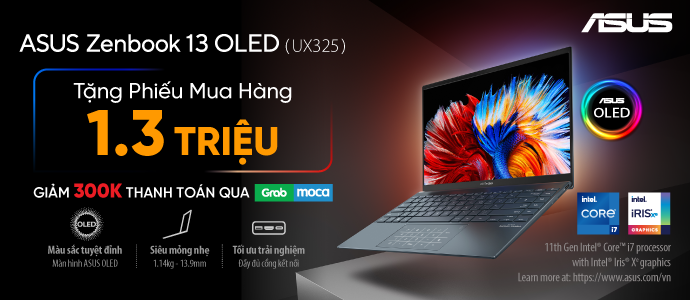 ASUS Zenbook 13 OLED (UX325)
ASUS
Tặng Phiếu Mua Hàng
1.3 TRIỆU
ASUS
OLED
GIẢM 300K THANH TOÁN QUA Grab moca
OLED
Màu sắc tuyệt đỉnh
Màn hình ASUS OLED
Siêu mỏng nhẹ
1.14kg - 13.9mm
Tối ưu trải nghiệm
Đầy đủ cổng kết nối
intel.
CORE
i7
intel.
iRIS Xe
GRAPHICS
11th Gen Intel® Core™ i7 processor
with Intel® Iris® Xe graphics
Learn more at: https://www.asus.com/vn